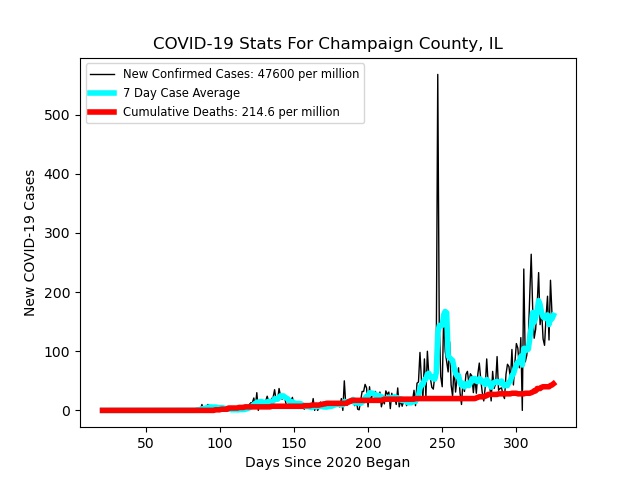 COVID-19 Stats For Champaign County, IL
New Confirmed Cases: 47600 per million
7 Day Case Average
Cumulative Deaths: 214.6 per million
New COVID-19 Cases
500
400
300
200
100
0
50 100 150 200 250 300
Days Since 2020 Began